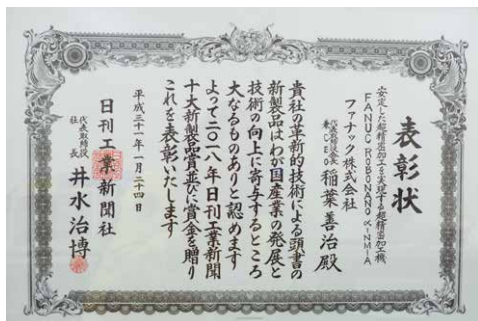 表彰状
安定した超精密加工を実現する超精密加工機
FANUC ROBONANO α-NMiA
ファナック株式会社
代表取締役会長
兼CEO 稲葉善治殿
貴社の革新的技術による頭書の
新製品はわが国産業の発展と
技術の向上に寄与するところ
大なるものありと認めます
よって二〇一八年日刊工業新聞
十大新製品賞並びに賞金を贈り
これを表彰いたします
平成三十一年一月二十四日
日刊工業新聞社
代表取締役
社長 井水治博